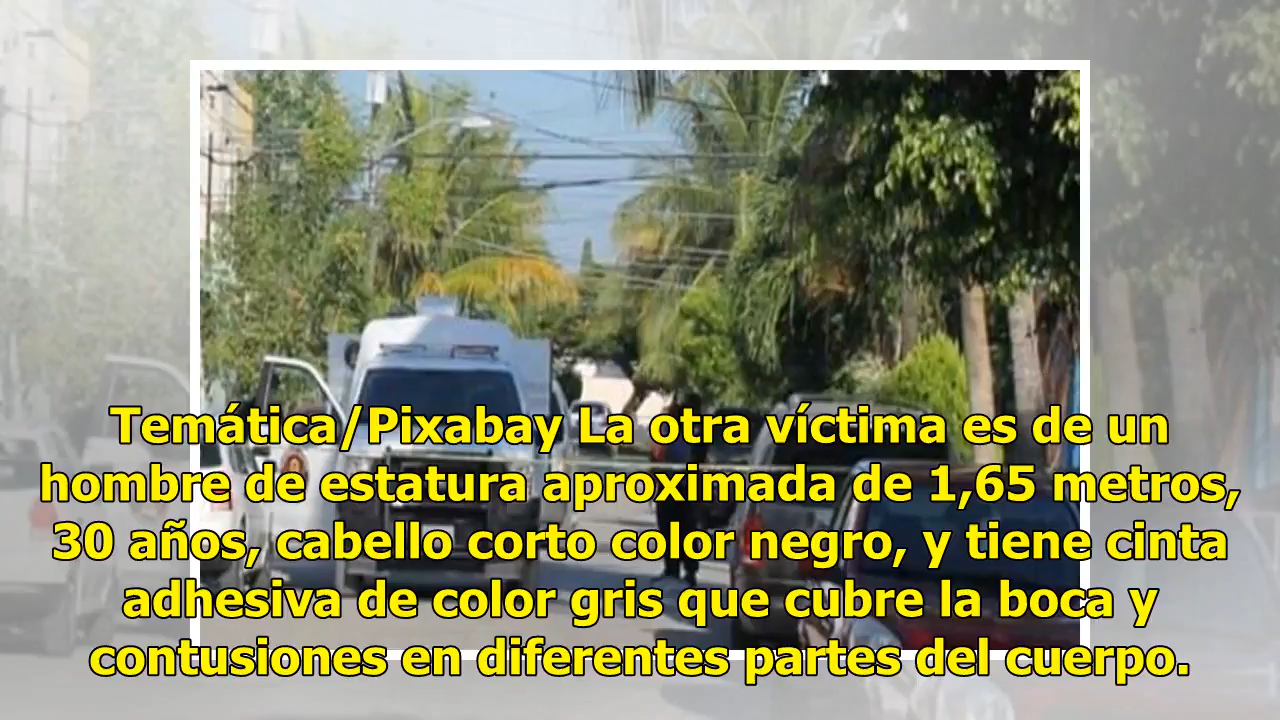 Temática/Pixabay La otra víctima es de un
hombre de estatura aproximada de 1,65 metros,
30 años, cabello corto color negro, y tiene cinta
adhesiva de color gris que cubre la boca y
contusiones en diferentes partes del cuerpo.